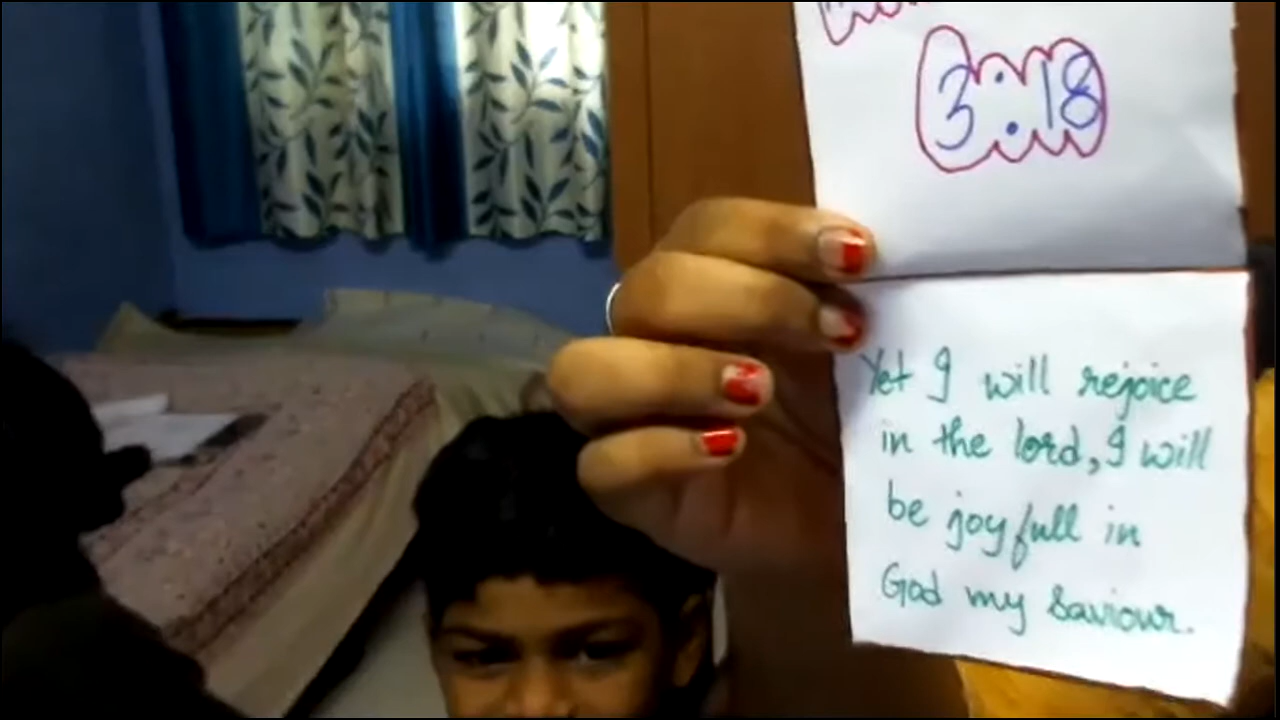 3:18
Yet I will rejoice
in the lord, I will
be joyfull in
God my Saviour.